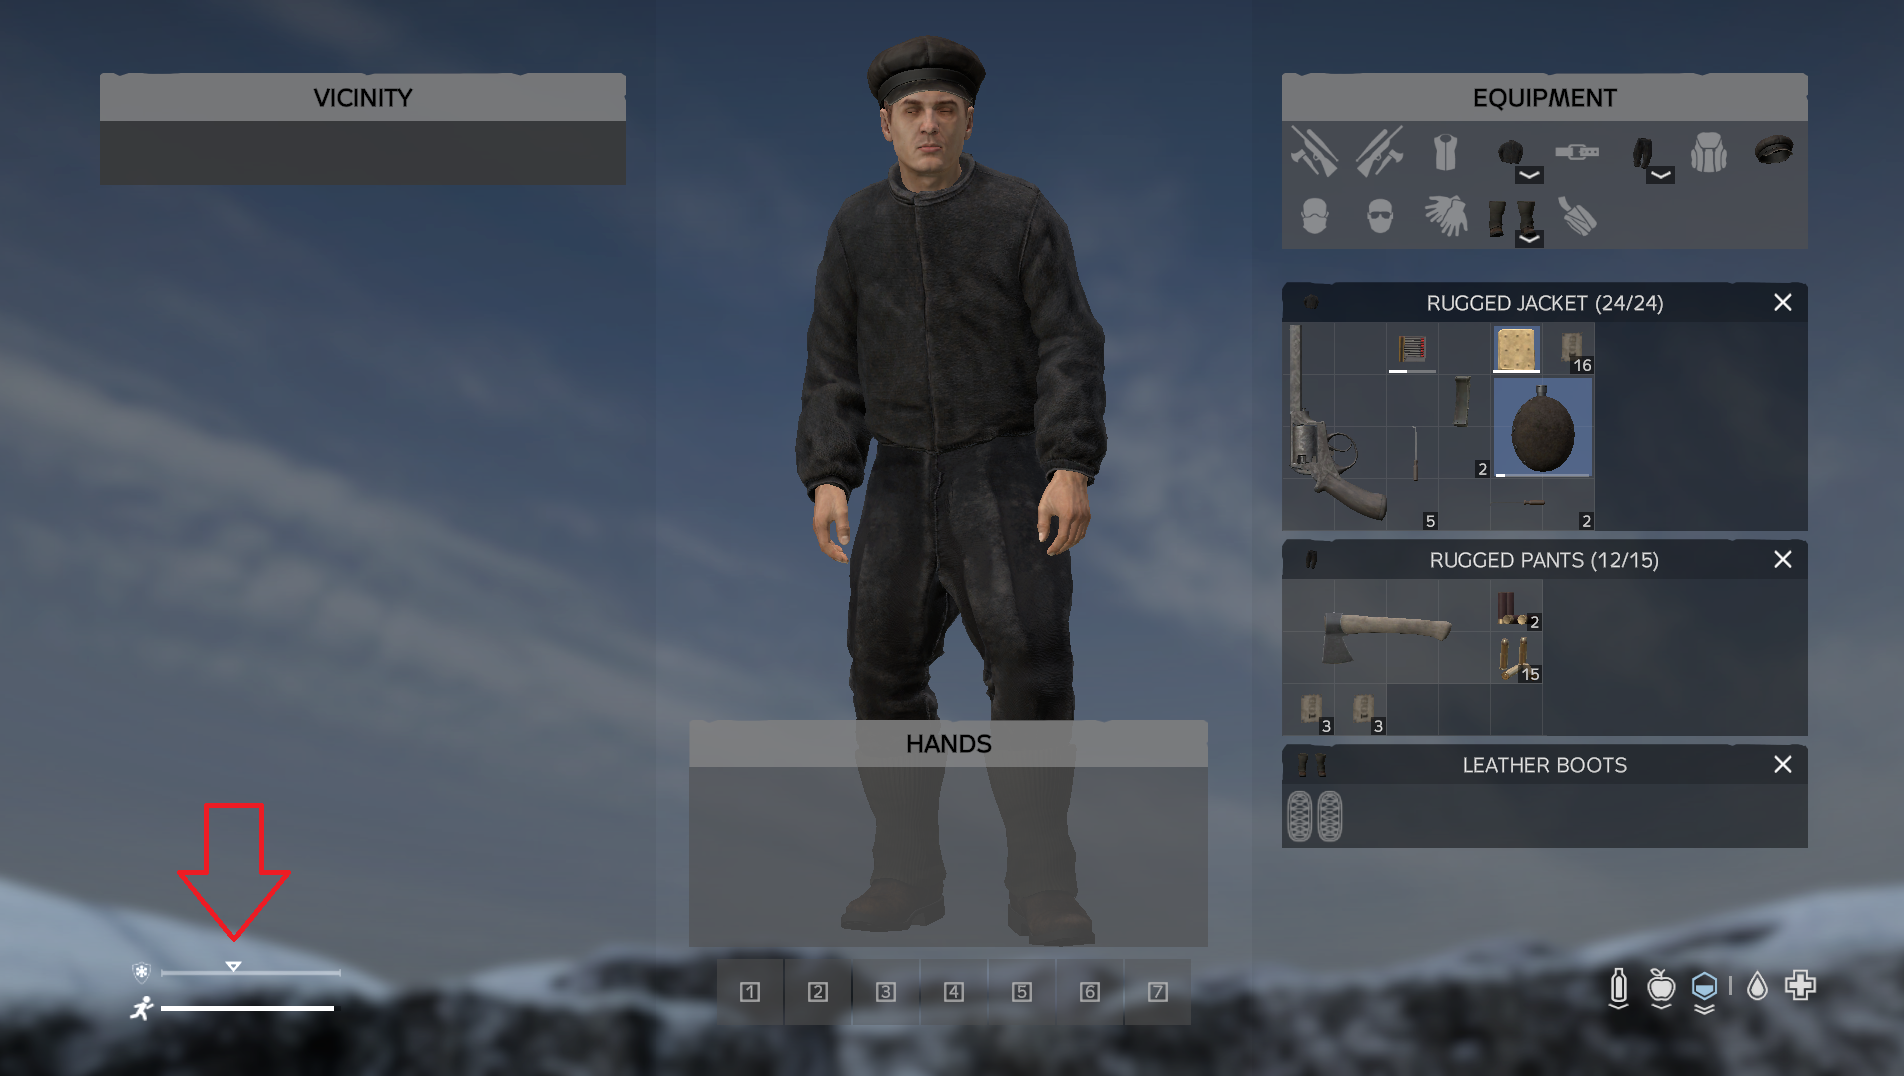 VICINITY
EQUIPMENT
RUGGED JACKET (24/24)
16
2
5
2
RUGGED PANTS (12/15)
2
15
3
3
HANDS
LEATHER BOOTS
1
2
3
4
5
6
7